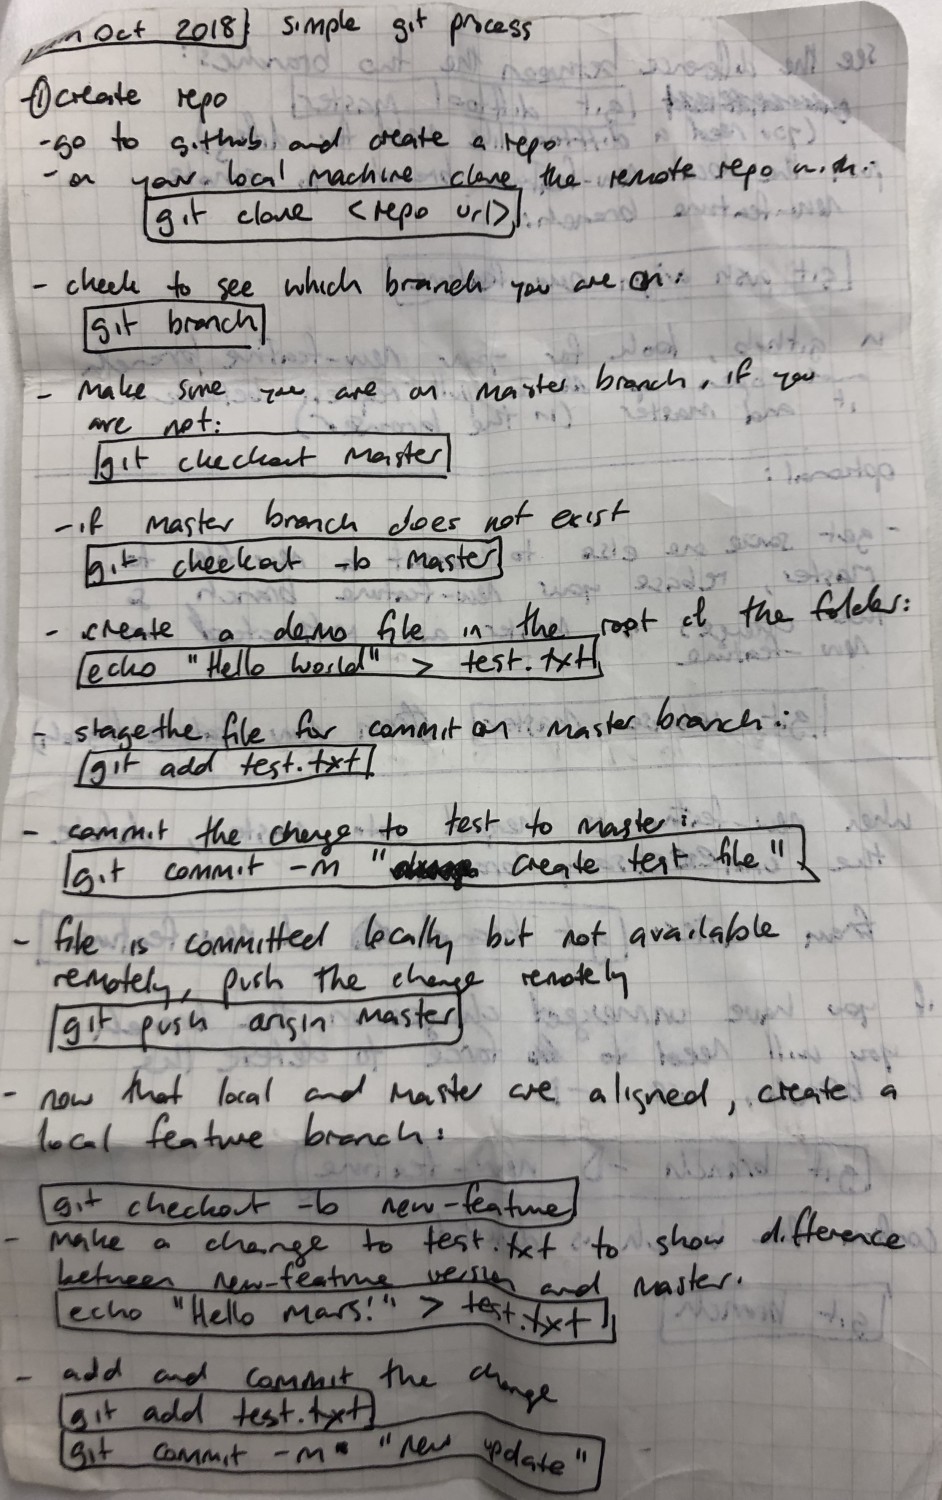 Oct 2018 simple git process
① create repo
- go to github and create a repo
- on your local machine clone the remote repo with:
git clone <repo url>
- check to see which branch you are on:
git branch
- make sure you are on master branch, if you
are not:
git checkout master
- if master branch does not exist
git checkout -b master
- create a demo file in the root of the folder:
echo "Hello World" > test.txt
- stage the file for commit on master branch:
git add test.txt
- commit the change to test to master:
git commit -m " create test file"
- file is committed locally but not available
remotely, push the change remotely
git push origin master
- now that local and master are aligned, create a
local feature branch:
git checkout -b new-feature
- make a change to test.txt to show difference
between new-feature version and master.
echo "Hello Mars!" > test.txt
- add and commit the change
git add test.txt
git commit -m "new update"